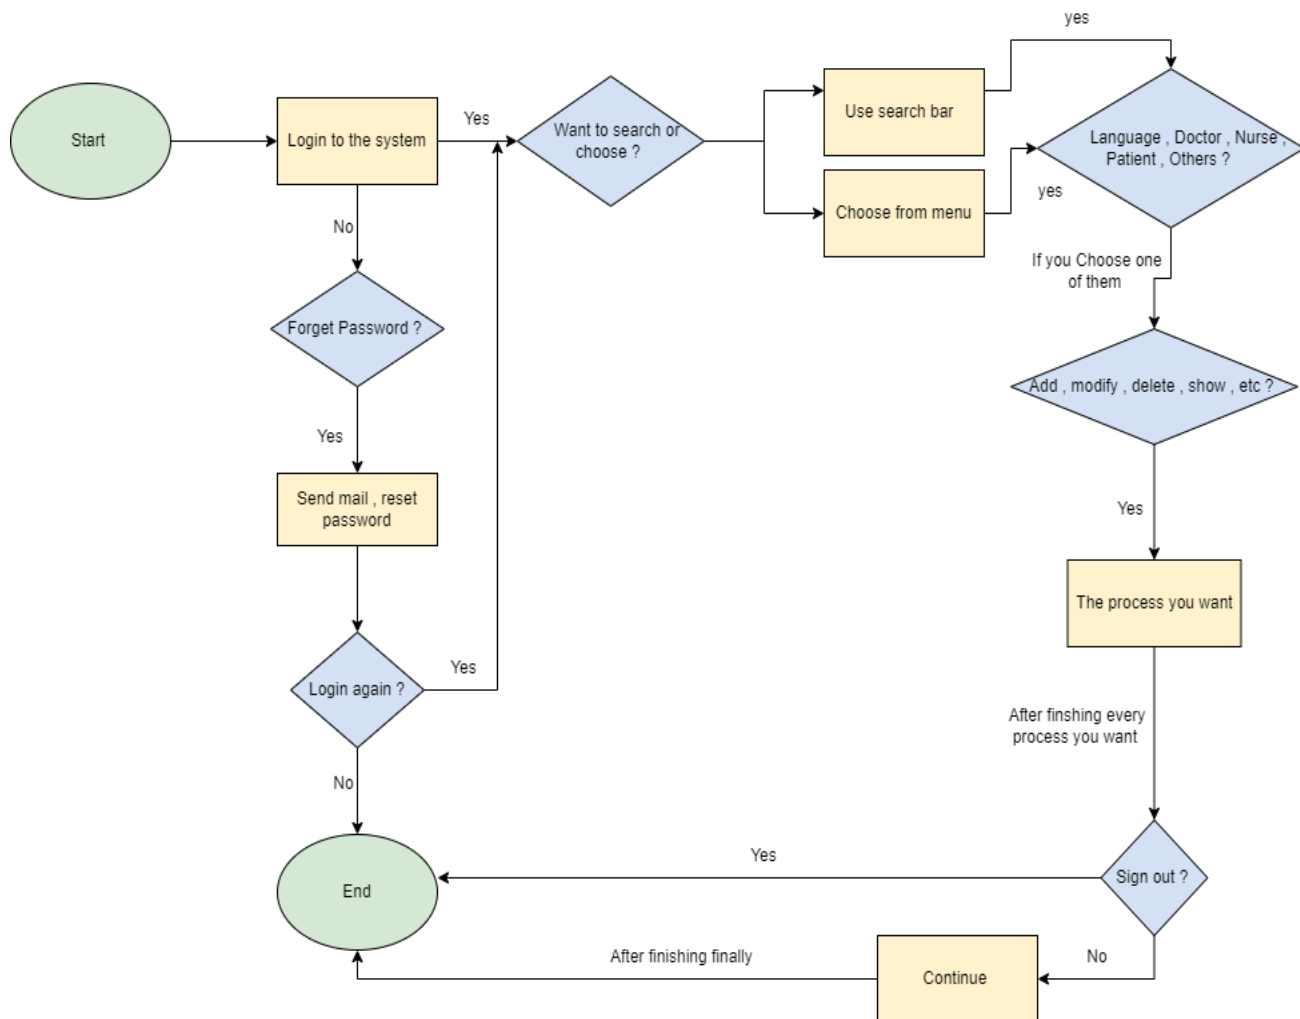 yes
Start
Login to the system
Yes
Want to search or
choose ?
Use search bar
Language , Doctor , Nurse ,
Patient , Others ?
Choose from menu
yes
No
If you Choose one
of them
Forget Password ?
Add , modify , delete , show , etc ?
Yes
Send mail , reset
password
Yes
The process you want
Login again ?
Yes
After finshing every
process you want
No
Yes
End
Sign out ?
After finishing finally
Continue
No